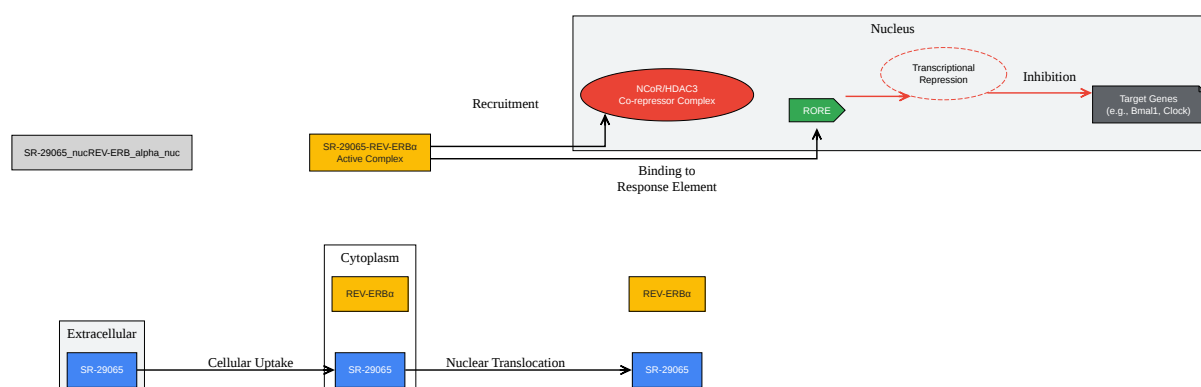 Nucleus
NCoR/HDAC3
Co-repressor Complex
Transcriptional
Repression
Inhibition
Recruitment
RORE
Target Genes
(e.g., Bmal1, Clock)
SR-29065_nucREV-ERB_alpha_nuc
SR-29065-REV-ERBα
Active Complex
Binding to
Response Element
Cytoplasm
REV-ERBα
REV-ERBα
Extracellular
SR-29065
Cellular Uptake
SR-29065
Nuclear Translocation
SR-29065